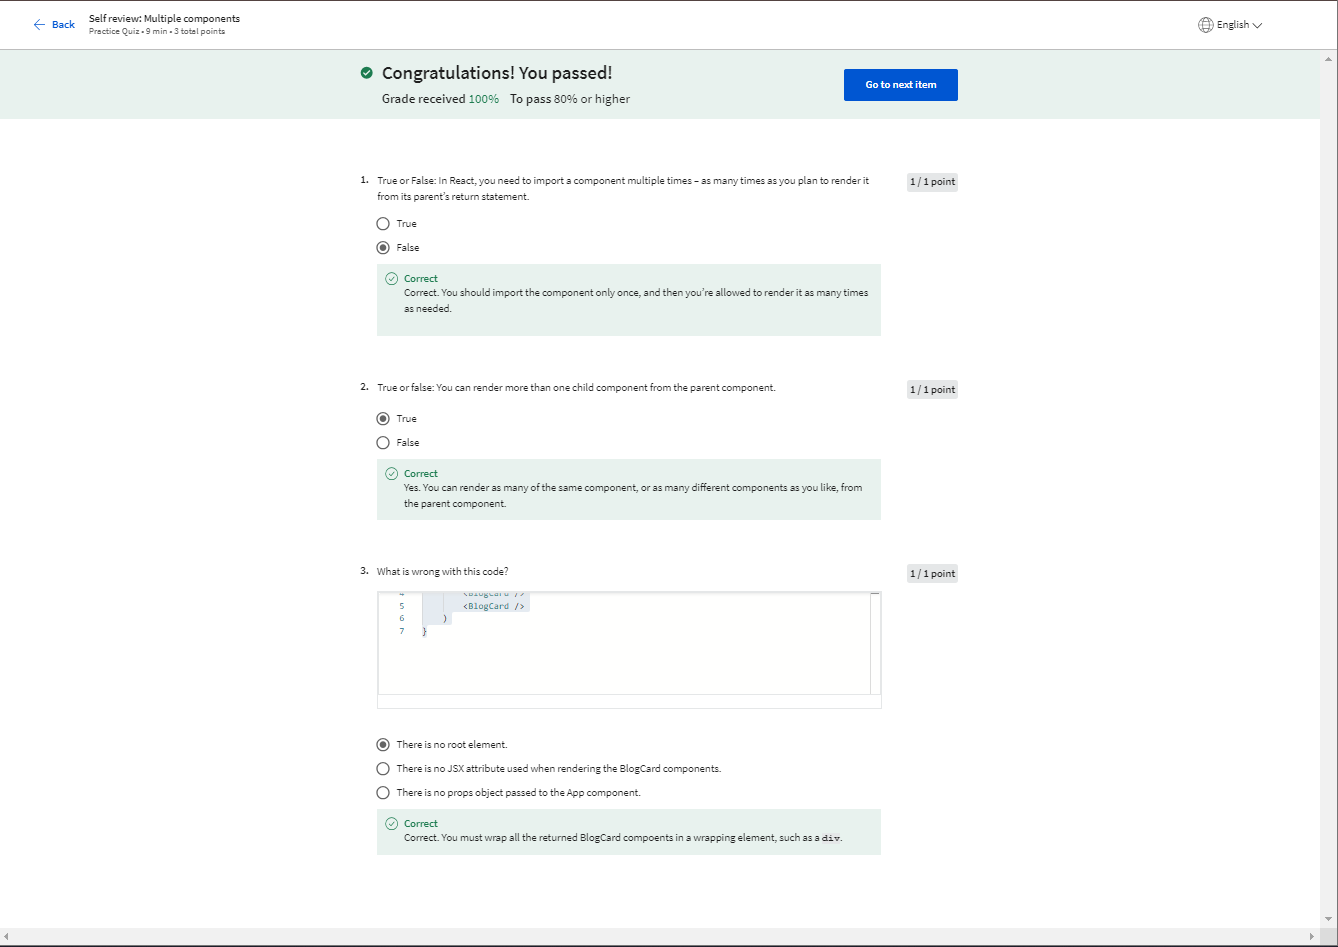 Back
Self review: Multiple components
Practice Quiz • 9 min • 3 total points
English
Congratulations! You passed!
Grade received 100% To pass 80% or higher
Go to next item
1. True or False: In React, you need to import a component multiple times – as many times as you plan to render it
from its parent's return statement.
1 / 1 point
True
False
Correct
Correct. You should import the component only once, and then you're allowed to render it as many times
as needed.
2. True or false: You can render more than one child component from the parent component.
1 / 1 point
True
False
Correct
Yes. You can render as many of the same component, or as many different components as you like, from
the parent component.
3. What is wrong with this code?
1 / 1 point
4 <BlogCard />
5 <BlogCard />
6 )
7 }
There is no root element.
There is no JSX attribute used when rendering the BlogCard components.
There is no props object passed to the App component.
Correct
Correct. You must wrap all the returned BlogCard compoents in a wrapping element, such as a div.